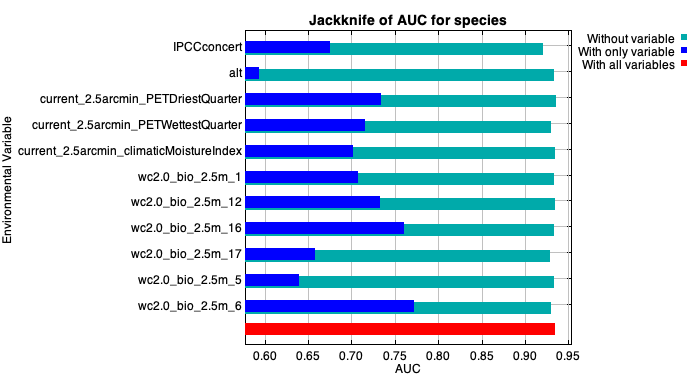 Jackknife of AUC for species
Without variable
With only variable
With all variables
Environmental Variable
IPCCconcert
alt
current_2.5arcmin_PETDriestQuarter
current_2.5arcmin_PETWettestQuarter
current_2.5arcmin_climaticMoistureIndex
wc2.0_bio_2.5m_1
wc2.0_bio_2.5m_12
wc2.0_bio_2.5m_16
wc2.0_bio_2.5m_17
wc2.0_bio_2.5m_5
wc2.0_bio_2.5m_6
0.60 0.65 0.70 0.75 0.80 0.85 0.90 0.95
AUC